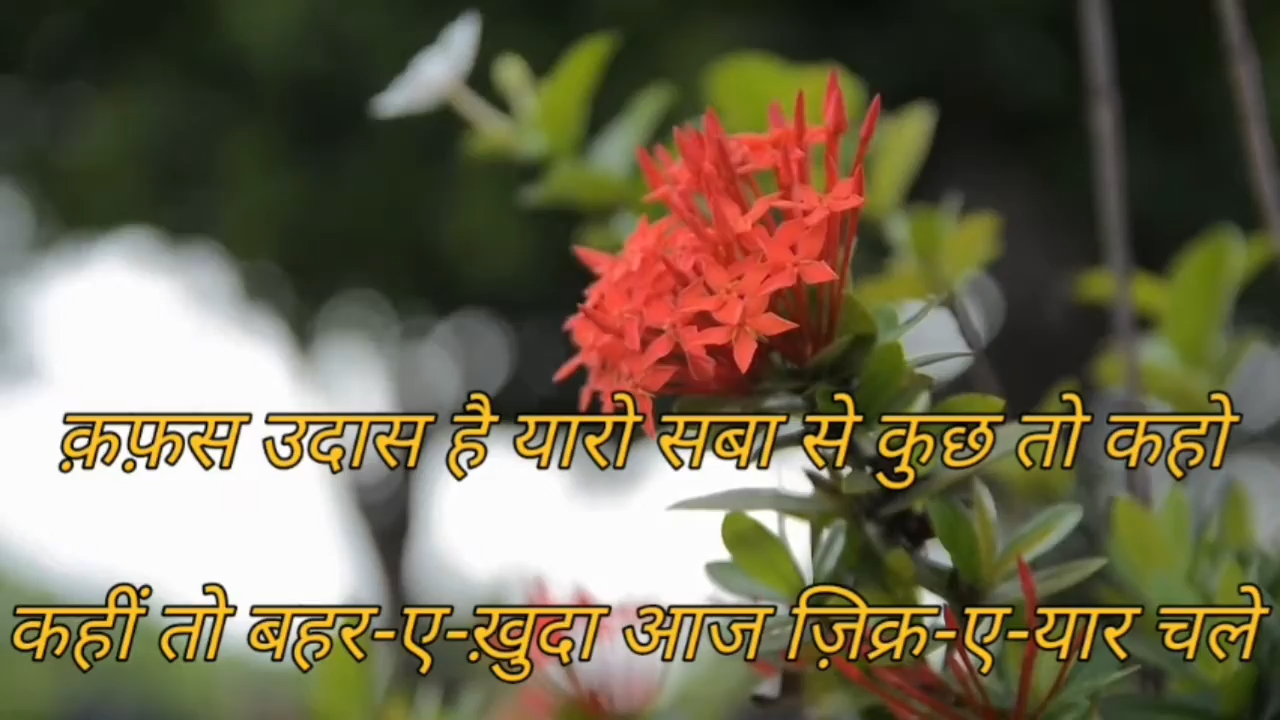 क़फ़स उदास है यारो सबा से कुछ तो कहो
कहीं तो बहर-ए-ख़ुदा आज ज़िक्र-ए-यार चले